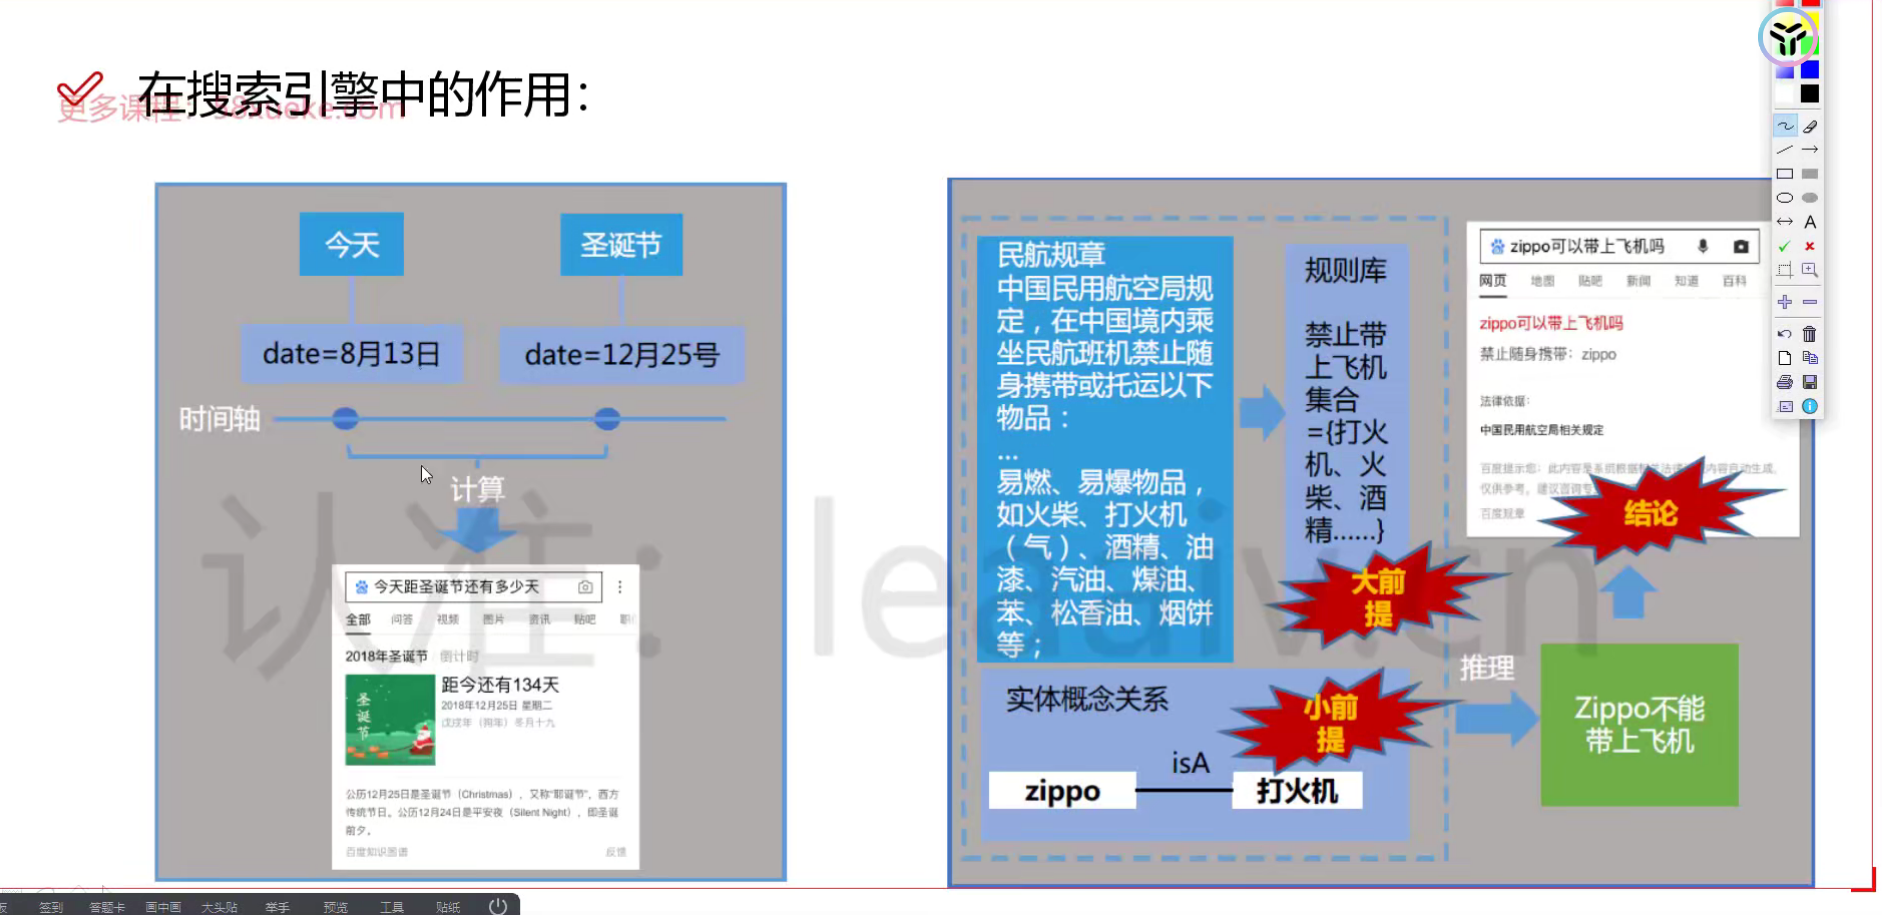 在搜索引擎中的作用：
更多课程：98xueke.com
今天
圣诞节
date=8月13日
date=12月25号
时间轴
计算
今天距圣诞节还有多少天
全部 问答 视频 图片 资讯 贴吧
2018年圣诞节 倒计时
圣诞节
距今还有134天
2018年12月25日 星期二
戊戌年（狗年）冬月十九
公历12月25日是圣诞节（Christmas），又称“耶诞节”，西方
传统节日。公历12月24日是平安夜（Silent Night），即圣诞
前夕。
百度知识图谱
反馈
民航规章
中国民用航空局规
定，在中国境内乘
坐民航班机禁止随
身携带或托运以下
物品：
...
易燃、易爆物品，
如火柴、打火机
（气）、酒精、油
漆、汽油、煤油、
苯、松香油、烟饼
等；
规则库
禁止带
上飞机
集合
={打火
机、火
柴、酒
精......}
大前
提
实体概念关系
小前
提
zippo
isA
打火机
推理
Zippo不能
带上飞机
结论
zippo可以带上飞机吗
网页 地图 贴吧 新闻 知道 百科
zippo可以带上飞机吗
禁止随身携带：zippo
法律依据：
中国民用航空局相关规定
百度提示您：此内容是系统根据相关法律 内容自动生成，
仅供参考，建议咨询专
百度规章
认准：leaaiv.cn
A
签到 答题卡 画中画 大头贴 举手 预览 工具 贴纸